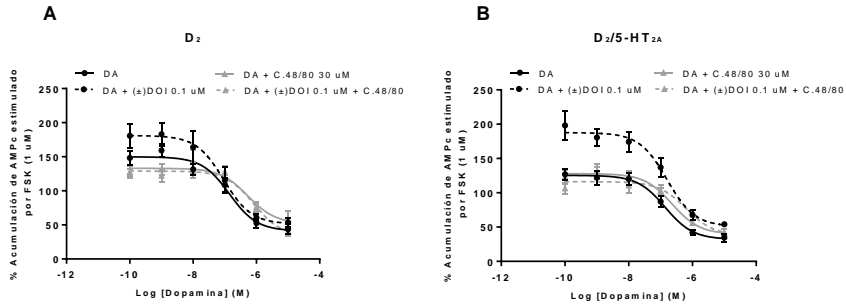 A
D2
DA
DA + C.48/80 30 uM
DA + (±)DOI 0.1 uM
DA + (±)DOI 0.1 uM + C.48/80
% Acumulación de AMPc estimulado
por FSK (1 uM)
250
200
150
100
50
0
-12
-10
-8
-6
-4
Log [Dopamina] (M)
B
D2/5-HT2A
DA
DA + C.48/80 30 uM
DA + (±)DOI 0.1 uM
DA + (±)DOI 0.1 uM + C.48/80
% Acumulación de AMPc estimulado
por FSK (1 uM)
250
200
150
100
50
0
-12
-10
-8
-6
-4
Log [Dopamina] (M)